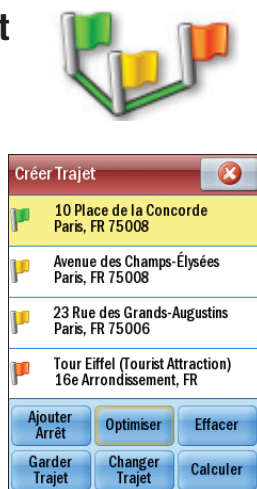 t
Créer Trajet
10 Place de la Concorde
Paris, FR 75008
Avenue des Champs-Élysées
Paris, FR 75008
23 Rue des Grands-Augustins
Paris, FR 75006
Tour Eiffel (Tourist Attraction)
16e Arrondissement, FR
Ajouter Arrêt
Optimiser
Effacer
Garder Trajet
Changer Trajet
Calculer